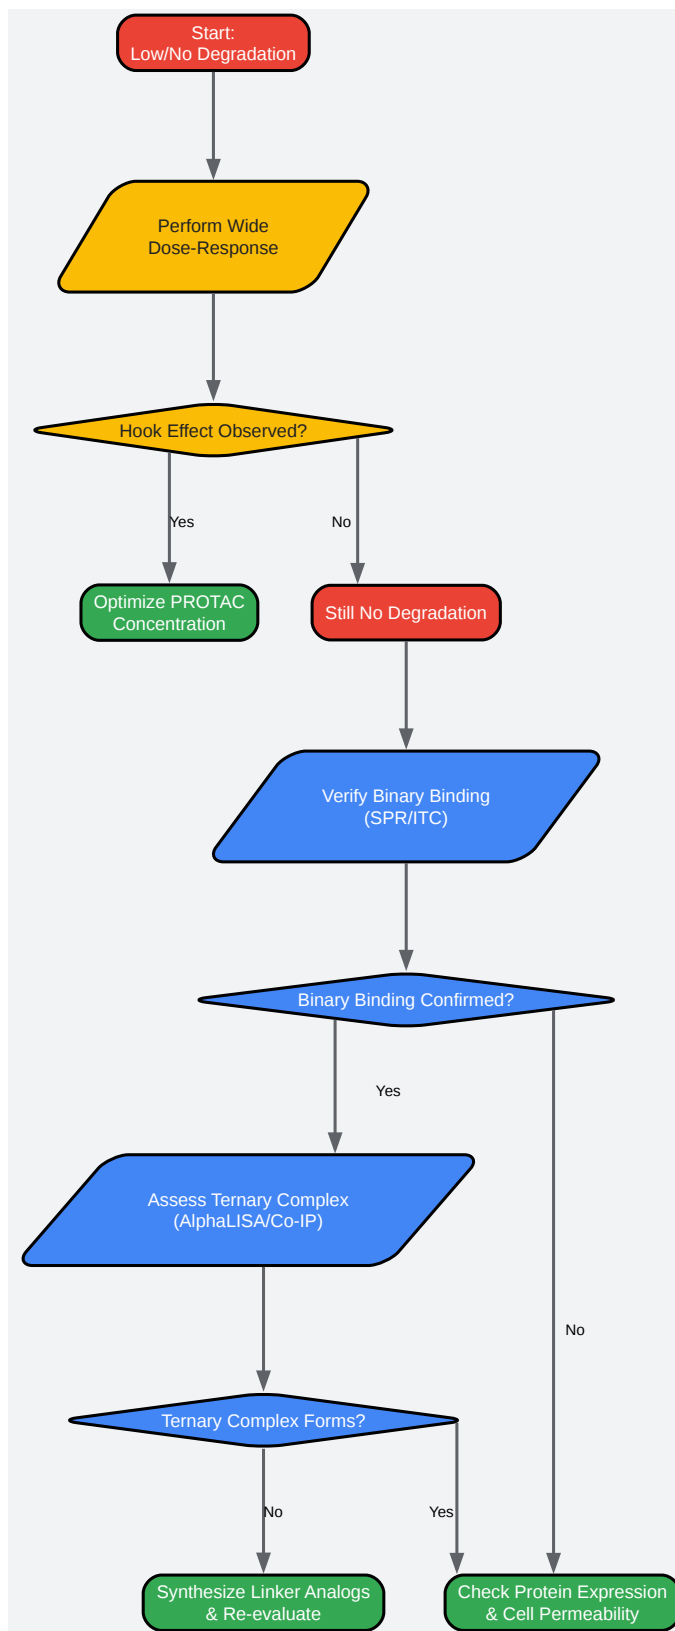 Start:
Low/No Degradation
Perform Wide
Dose-Response
Hook Effect Observed?
Yes
No
Optimize PROTAC
Concentration
Still No Degradation
Verify Binary Binding
(SPR/ITC)
Binary Binding Confirmed?
Yes
Assess Ternary Complex
(AlphaLISA/Co-IP)
No
Ternary Complex Forms?
No
Yes
Synthesize Linker Analogs
& Re-evaluate
Check Protein Expression
& Cell Permeability